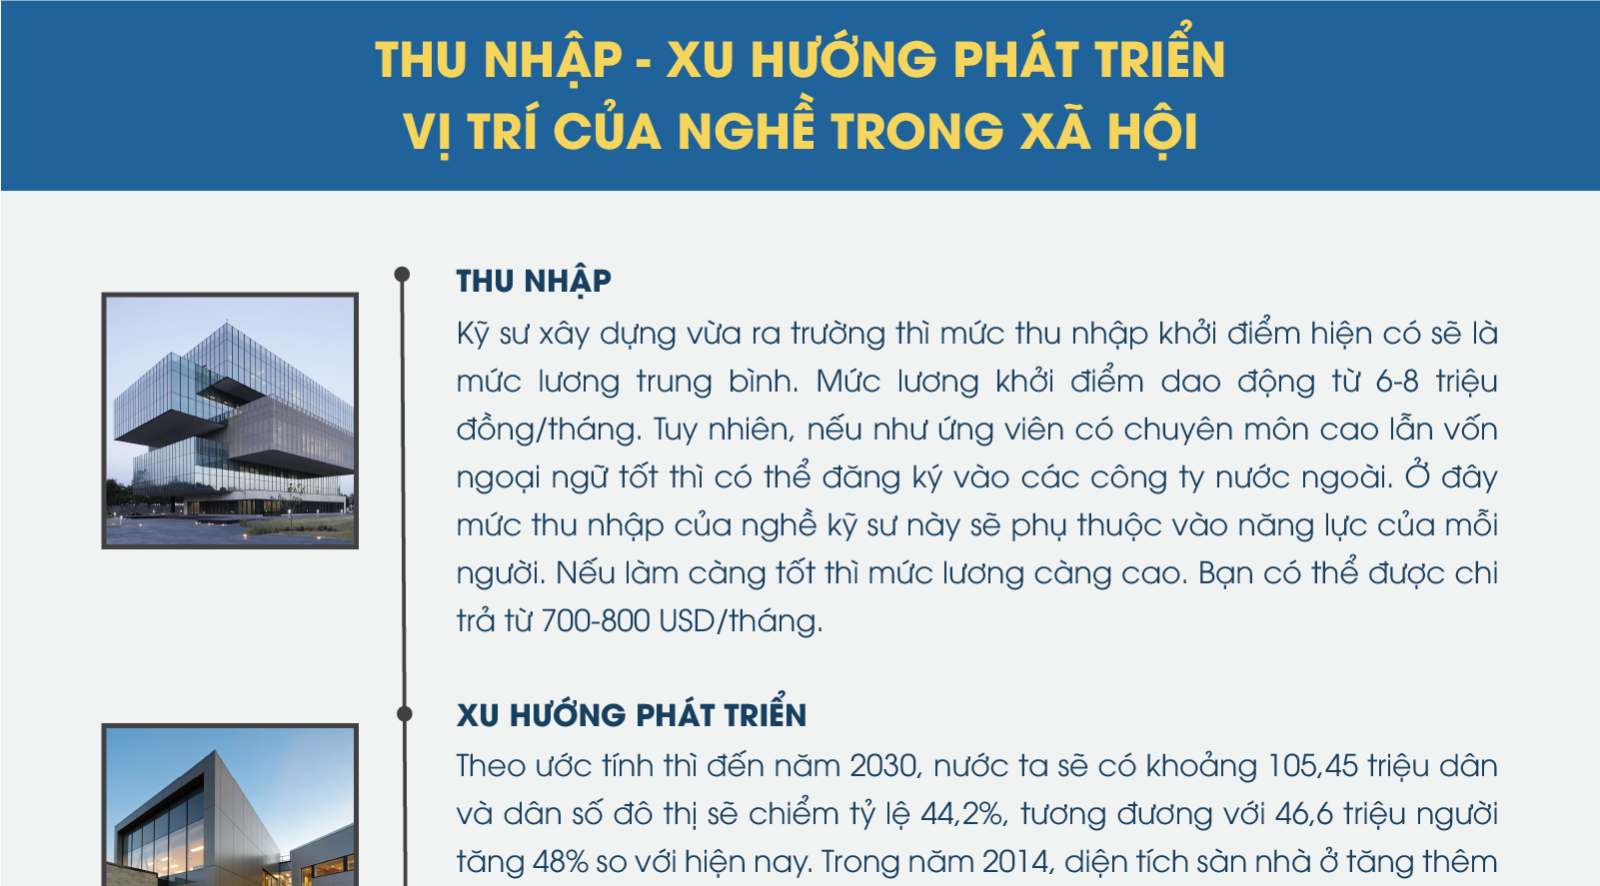 THU NHẬP - XU HƯỚNG PHÁT TRIỂN
VỊ TRÍ CỦA NGHỀ TRONG XÃ HỘI
THU NHẬP
Kỹ sư xây dựng vừa ra trường thì mức thu nhập khởi điểm hiện có sẽ là
mức lương trung bình. Mức lương khởi điểm dao động từ 6-8 triệu
đồng/tháng. Tuy nhiên, nếu như ứng viên có chuyên môn cao lẫn vốn
ngoại ngữ tốt thì có thể đăng ký vào các công ty nước ngoài. Ở đây
mức thu nhập của nghề kỹ sư này sẽ phụ thuộc vào năng lực của mỗi
người. Nếu làm càng tốt thì mức lương càng cao. Bạn có thể được chi
trả từ 700-800 USD/tháng.
XU HƯỚNG PHÁT TRIỂN
Theo ước tính thì đến năm 2030, nước ta sẽ có khoảng 105,45 triệu dân
và dân số đô thị sẽ chiểm tỷ lệ 44,2%, tương đương với 46,6 triệu người
tăng 48% so với hiện nay. Trong năm 2014, diện tích sàn nhà ở tăng thêm